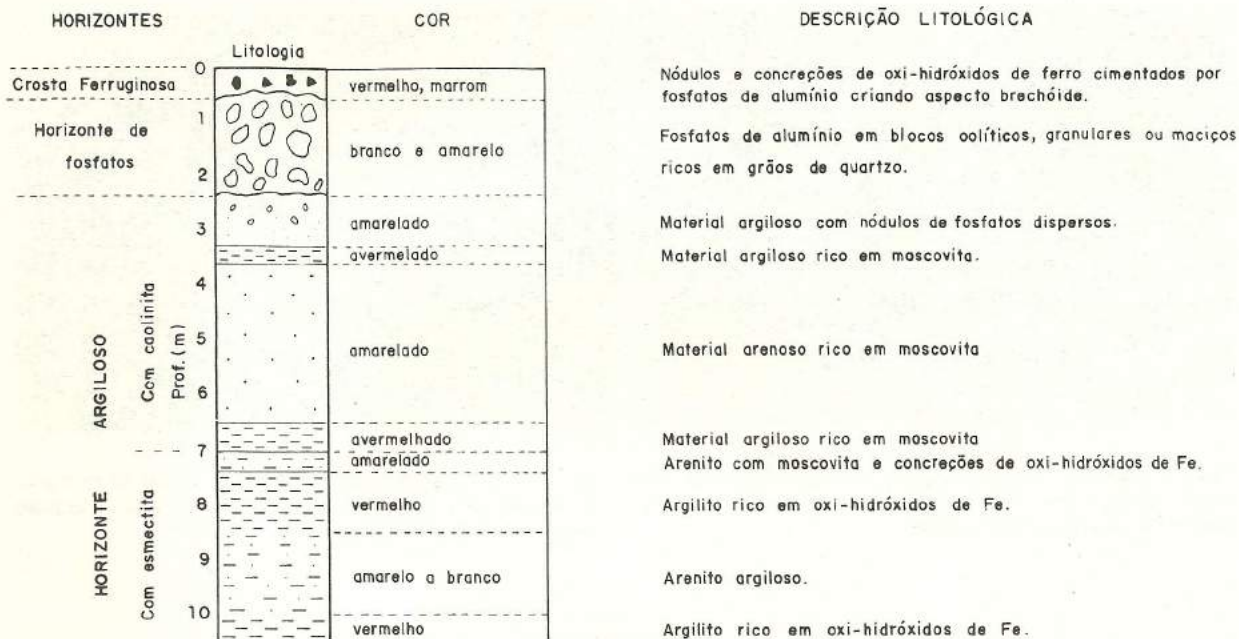 HORIZONTES COR DESCRIÇÃO LITOLÓGICA
Litologia
0
Crosta Ferruginosa vermelho, marrom Nódulos e concreções de oxi-hidróxidos de ferro cimentados por
fosfatos de alumínio criando aspecto brechóide.
1
Horizonte de
fosfatos
branco e amarelo Fosfatos de alumínio em blocos oolíticos, granulares ou maciços
ricos em grãos de quartzo.
2
3 amarelado Material argiloso com nódulos de fosfatos dispersos.
avermelado Material argiloso rico em moscovita.
4
ARGILOSO
Com caolinita
Prof. (m)
5 amarelado Material arenoso rico em moscovita
6
avermelhado Material argiloso rico em moscovita
7 amarelado Arenito com moscovita e concreções de oxi-hidróxidos de Fe.
HORIZONTE
Com esmectita
8 vermelho Argilito rico em oxi-hidróxidos de Fe.
9
amarelo a branco Arenito argiloso.
10
vermelho Argilito rico em oxi-hidróxidos de Fe.